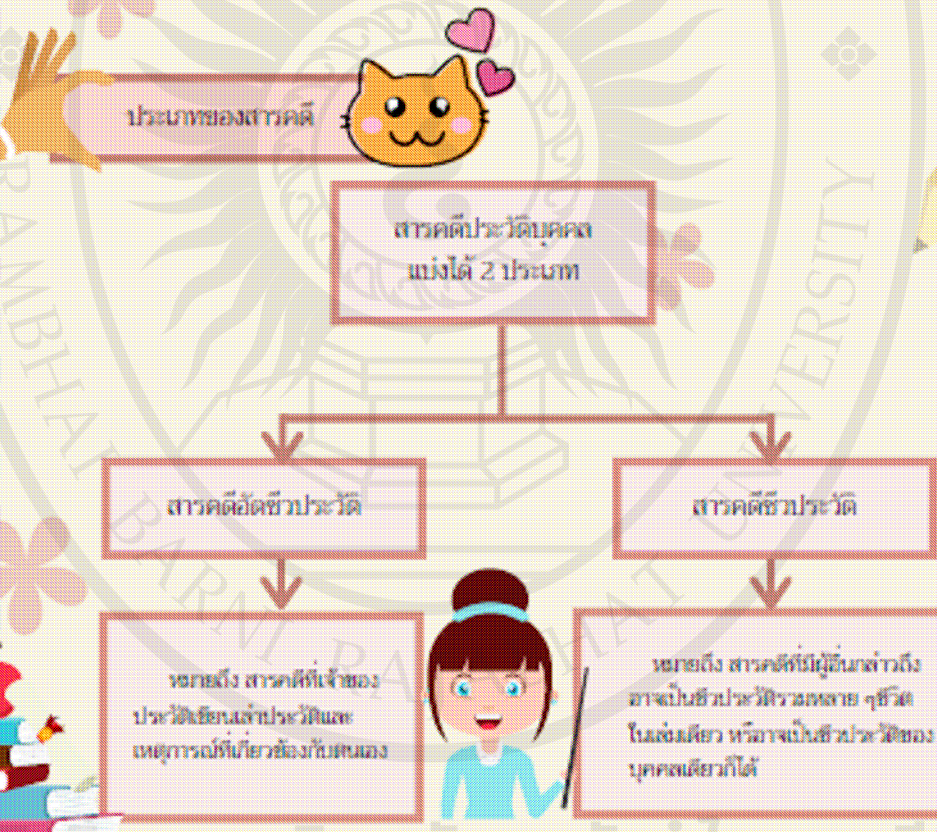 ประเภทของสารคดี
สารคดีประวัติบุคคล
แบ่งได้ 2 ประเภท
สารคดีอัตชีวประวัติ
สารคดีชีวประวัติ
หมายถึง สารคดีที่เจ้าของ
ประวัติเขียนเล่าประวัติและ
เหตุการณ์ที่เกี่ยวข้องกับตนเอง
หมายถึง สารคดีที่มีผู้อื่นกล่าวถึง
อาจเป็นชีวประวัติรวมหลาย ๆชีวิต
ในเล่มเดียว หรือาจเป็นชีวประวัติของ
บุคคลเดียวก็ได้
RAMBHAI BARNI RAJABHAT UNIVERSITY